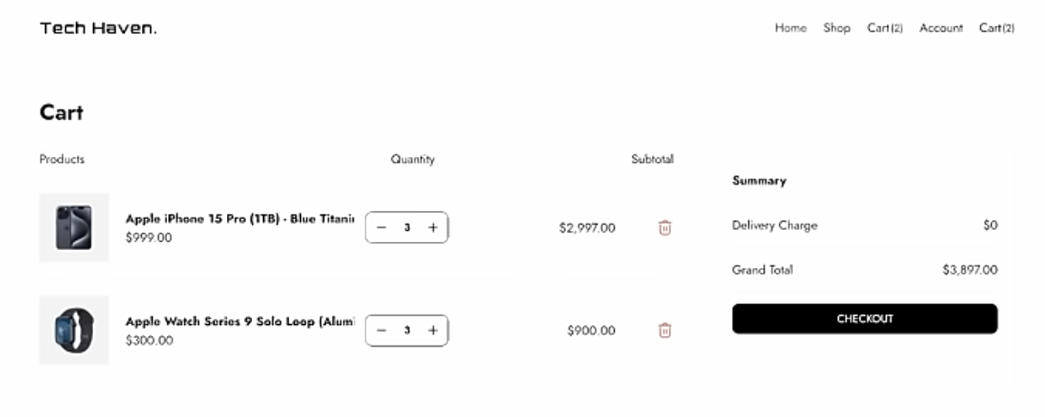 Tech Haven.
Home Shop Cart(2) Account Cart(2)
Cart
Products Quantity Subtotal
Apple iPhone 15 Pro (1TB) - Blue Titani
$999.00
3
$2,997.00
Apple Watch Series 9 Solo Loop (Alum
$300.00
3
$900.00
Summary
Delivery Charge $0
Grand Total $3,897.00
CHECKOUT